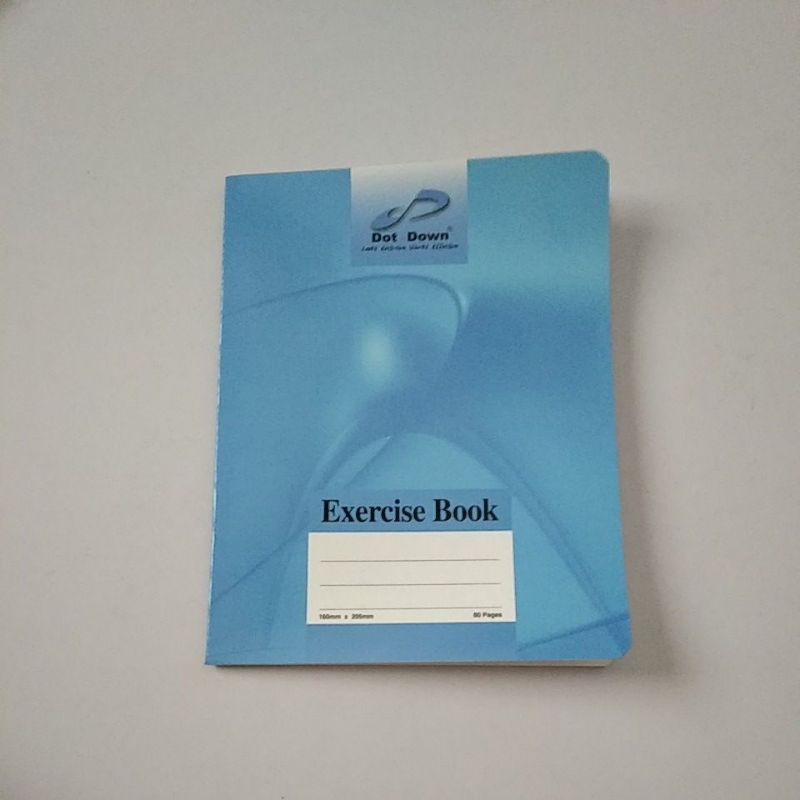 Dot Down®
Exercise Book
160mm x 205mm 80 Pages